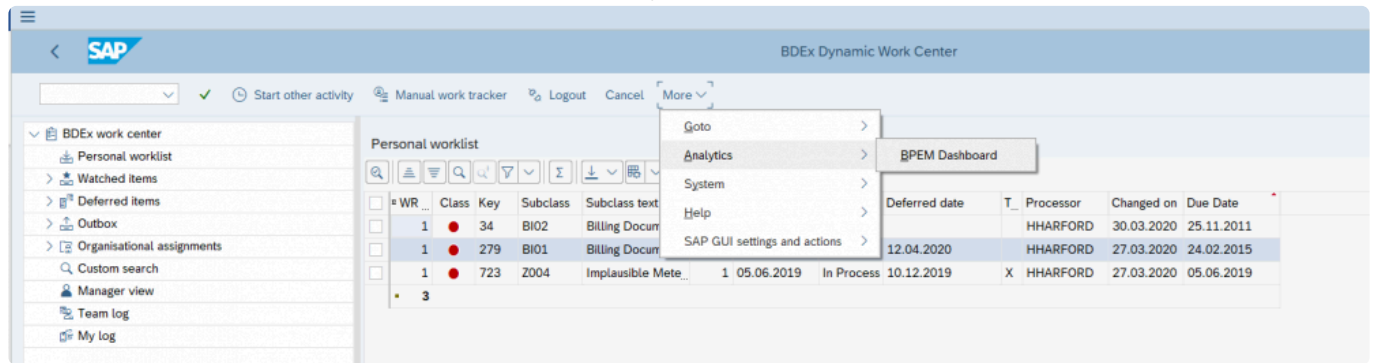 SAP
BDEx Dynamic Work Center
Start other activity Manual work tracker Logout Cancel More
BDEx work center
Personal worklist
Watched items
Deferred items
Outbox
Organisational assignments
Custom search
Manager view
Team log
My log
Personal worklist
Goto
Analytics
System
Help
SAP GUI settings and actions
BPEM Dashboard
WR... Class Key Subclass Subclass text Deferred date T... Processor Changed on Due Date
1 34 BI02 Billing Docum HHARFORD 30.03.2020 25.11.2011
1 279 BI01 Billing Docum 12.04.2020 HHARFORD 27.03.2020 24.02.2015
1 723 Z004 Implausible Mete... 1 05.06.2019 In Process 10.12.2019 X HHARFORD 27.03.2020 05.06.2019
3